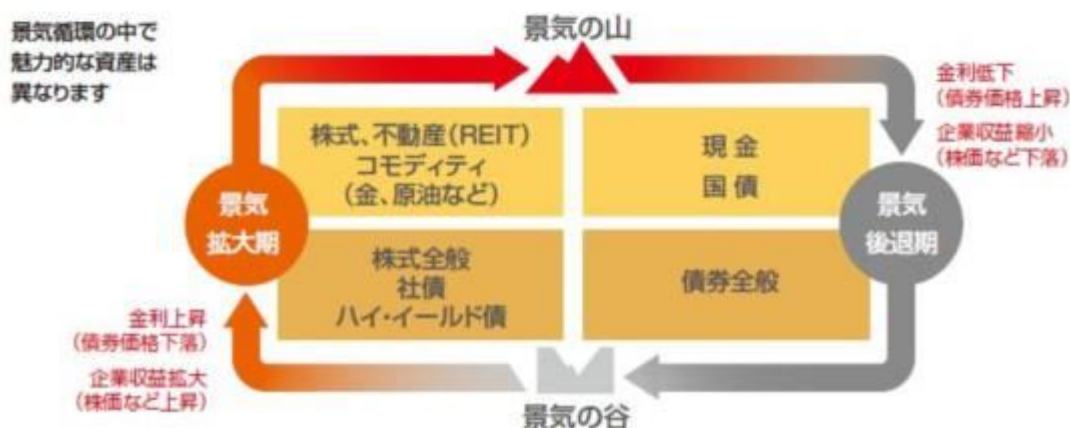 景気循環の中で
魅力的な資産は
異なります
景気の山
金利低下
(債券価格上昇)
企業収益縮小
(株価など下落)
株式、不動産(REIT)
コモディティ
(金、原油など)
現金
国債
景気
拡大期
景気
後退期
株式全般
社債
ハイ・イールド債
債券全般
金利上昇
(債券価格下落)
企業収益拡大
(株価など上昇)
景気の谷